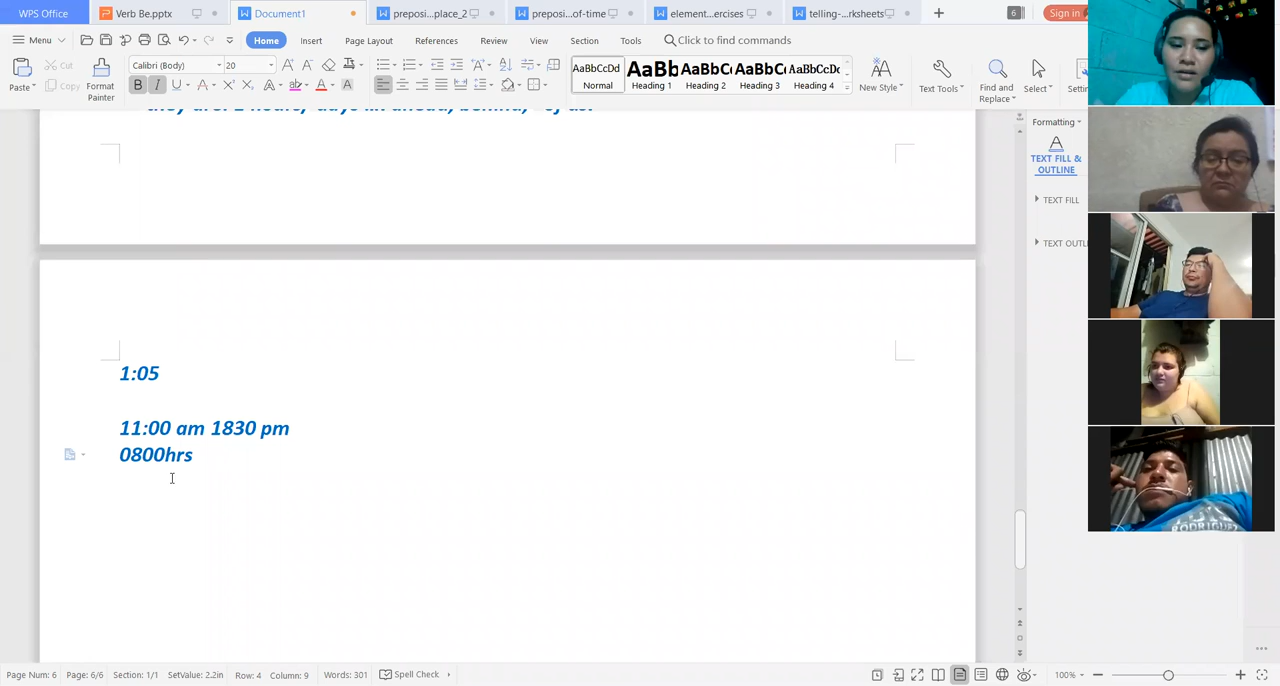 WPS Office Verb Be.pptx Document1 preposi...place_2 preposi...of-time element...ercises telling-...rksheets 6 Sign in
Menu Home Insert Page Layout References Review View Section Tools Click to find commands
Paste Cut Copy Format Painter Calibri (Body) 20
AaBbCcDd AaBb AaBbC AaBbC AaBbCcDc
Normal Heading 1 Heading 2 Heading 3 Heading 4 New Style Text Tools Find and Replace Select
Formatting
TEXT FILL & OUTLINE
TEXT FILL
1:05
11:00 am 1830 pm
0800hrs
RODRIGUE
Page Num: 6 Page: 6/6 Section: 1/1 SetValue: 2.2in Row: 4 Column: 9 Words: 301 Spell Check 100%